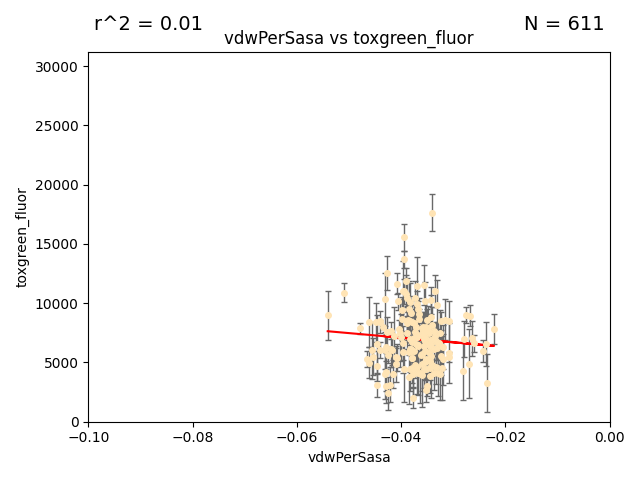 r^2 = 0.01
N = 611
vdwPerSasa vs toxgreen_fluor
30000
25000
20000
15000
10000
5000
0
toxgreen_fluor
−0.10
−0.08
−0.06
−0.04
−0.02
0.00
vdwPerSasa